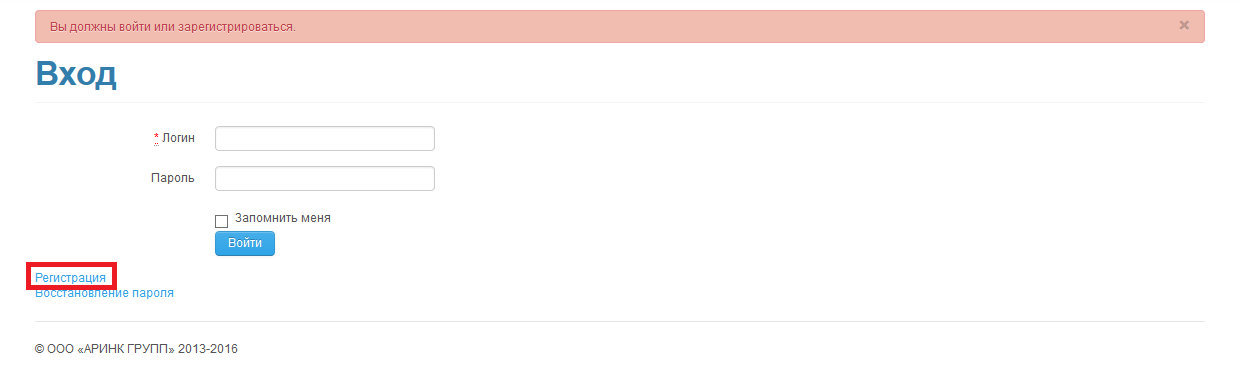 Вы должны войти или зарегистрироваться. ×
Вход
* Логин
Пароль
Запомнить меня
Войти
Регистрация
Восстановление пароля
© ООО «АРИНК ГРУПП» 2013-2016